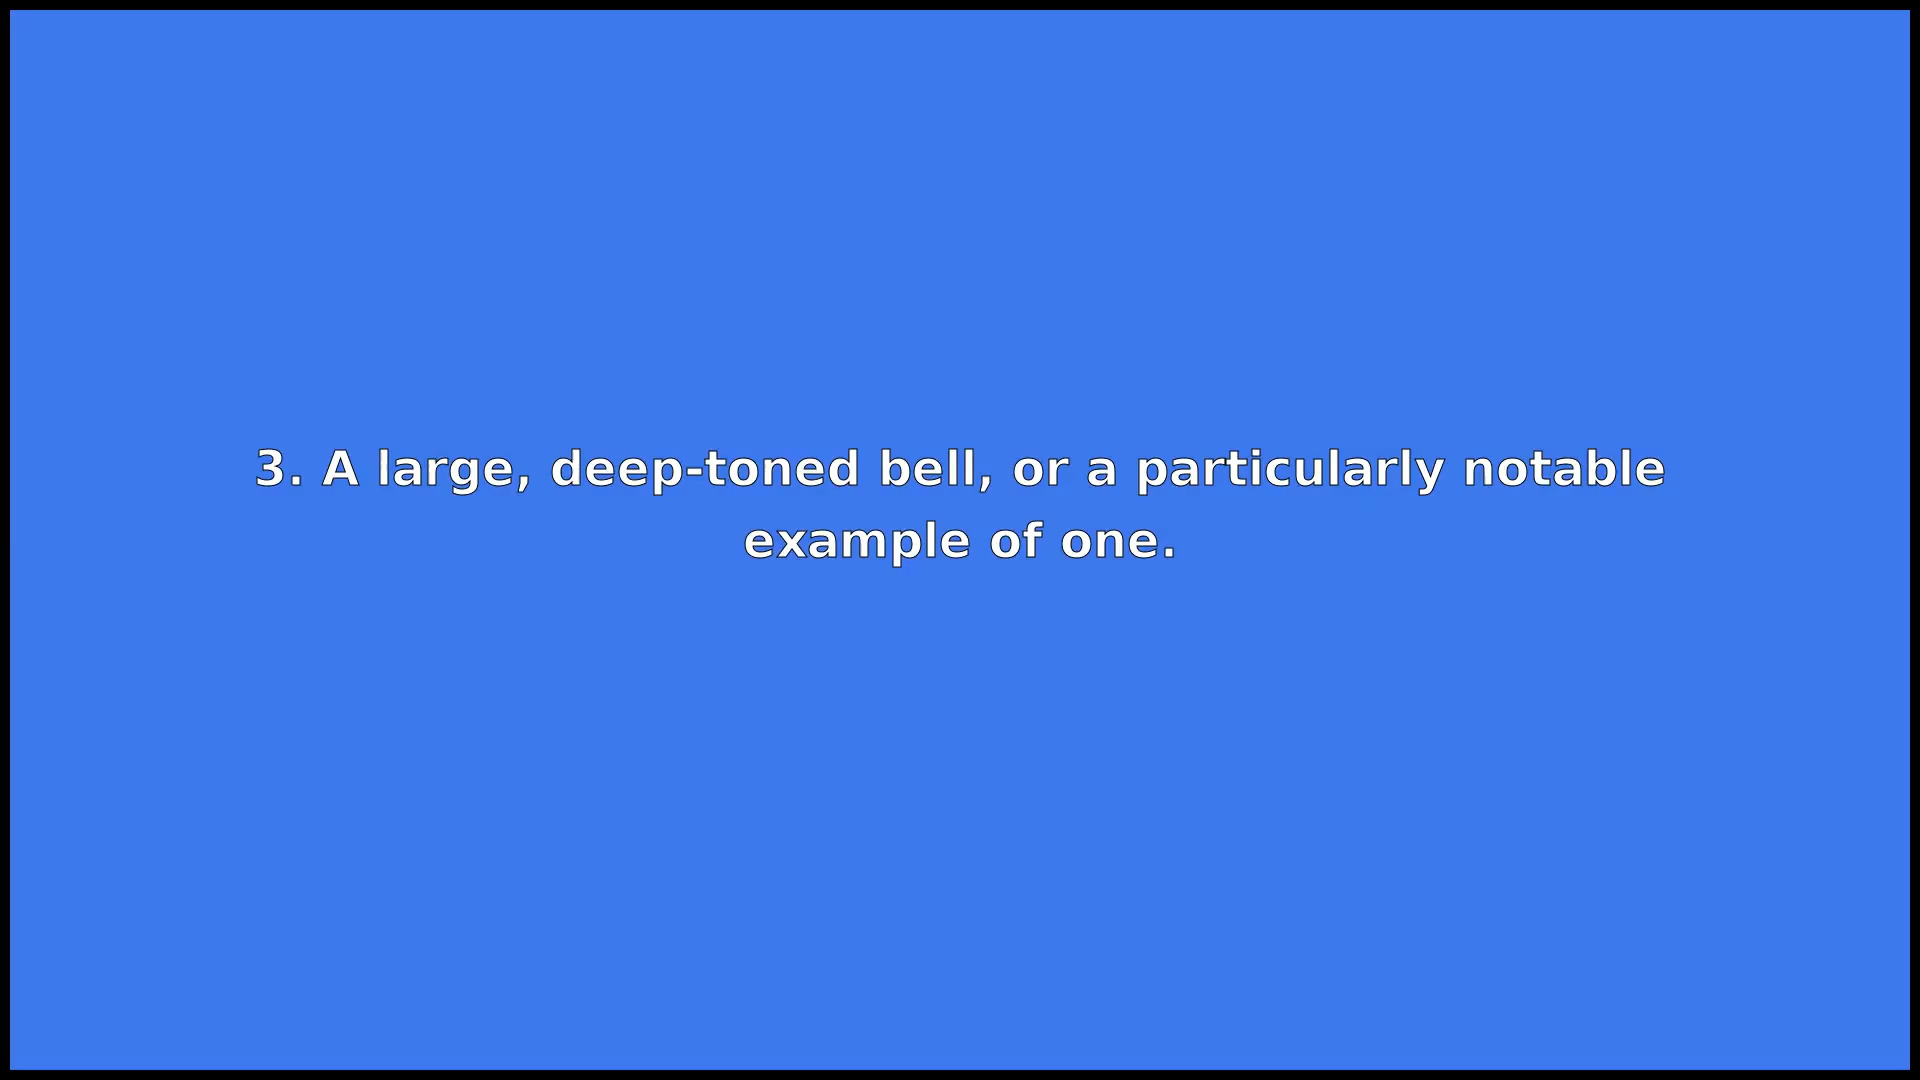 3. A large, deep-toned bell, or a particularly notable
example of one.